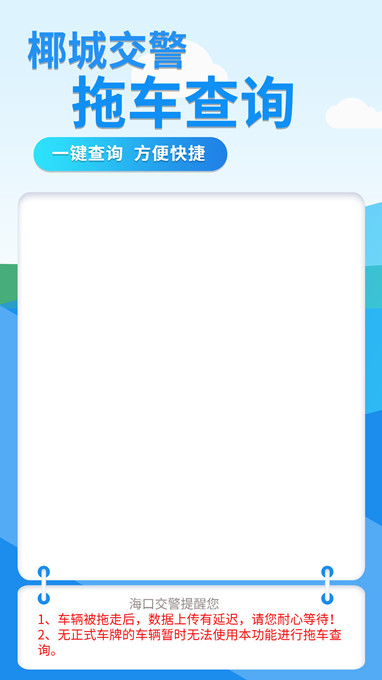 椰城交警
拖车查询
一键查询 方便快捷
海口交警提醒您
1、车辆被拖走后，数据上传有延迟，请您耐心等待！
2、无正式车牌的车辆暂时无法使用本功能进行拖车查
询。